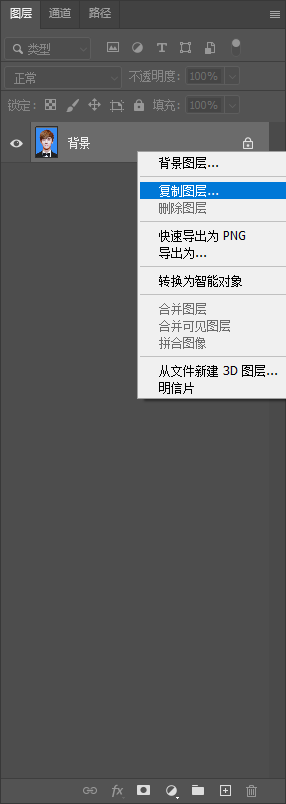 图层 通道 路径
类型
正常 不透明度: 100%
锁定: 填充: 100%
背景
背景图层...
复制图层...
删除图层
快速导出为 PNG
导出为...
转换为智能对象
合并图层
合并可见图层
拼合图像
从文件新建 3D 图层...
明信片
fx